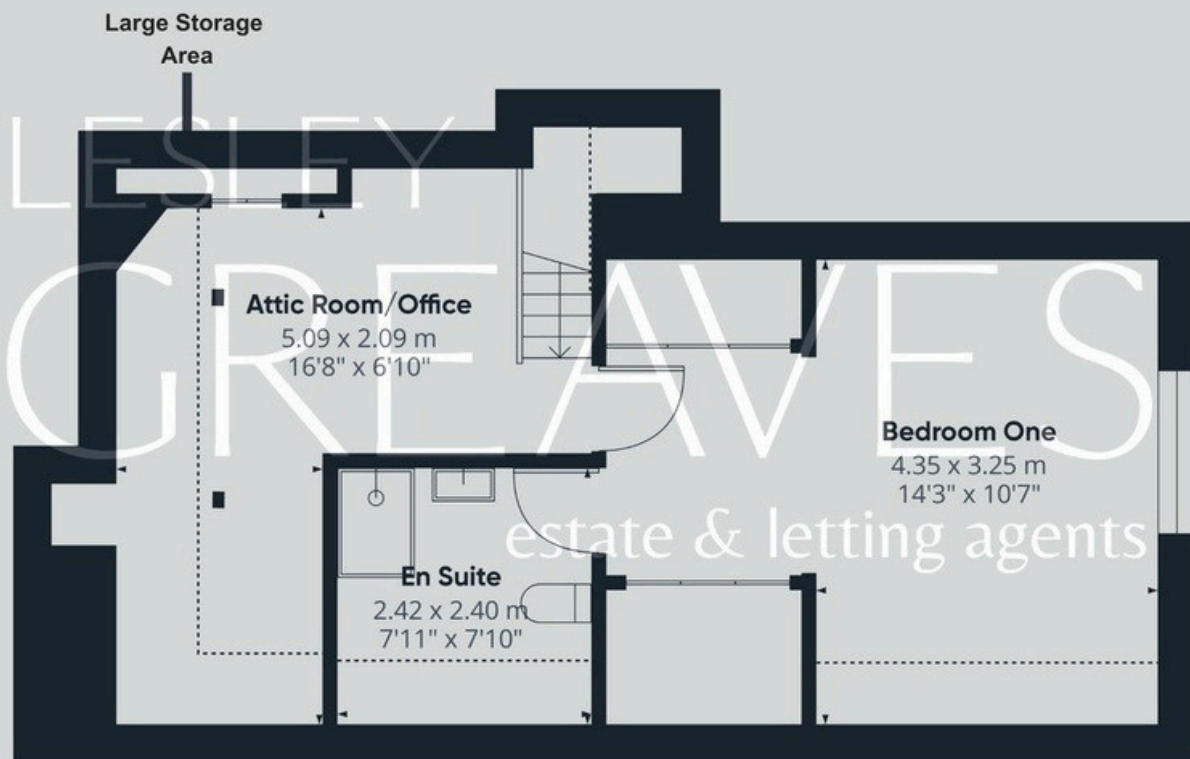 Large Storage
Area
LESLEY
GREAVES
estate & letting agents
Attic Room/Office
5.09 x 2.09 m
16'8" x 6'10"
Bedroom One
4.35 x 3.25 m
14'3" x 10'7"
En Suite
2.42 x 2.40 m
7'11" x 7'10"